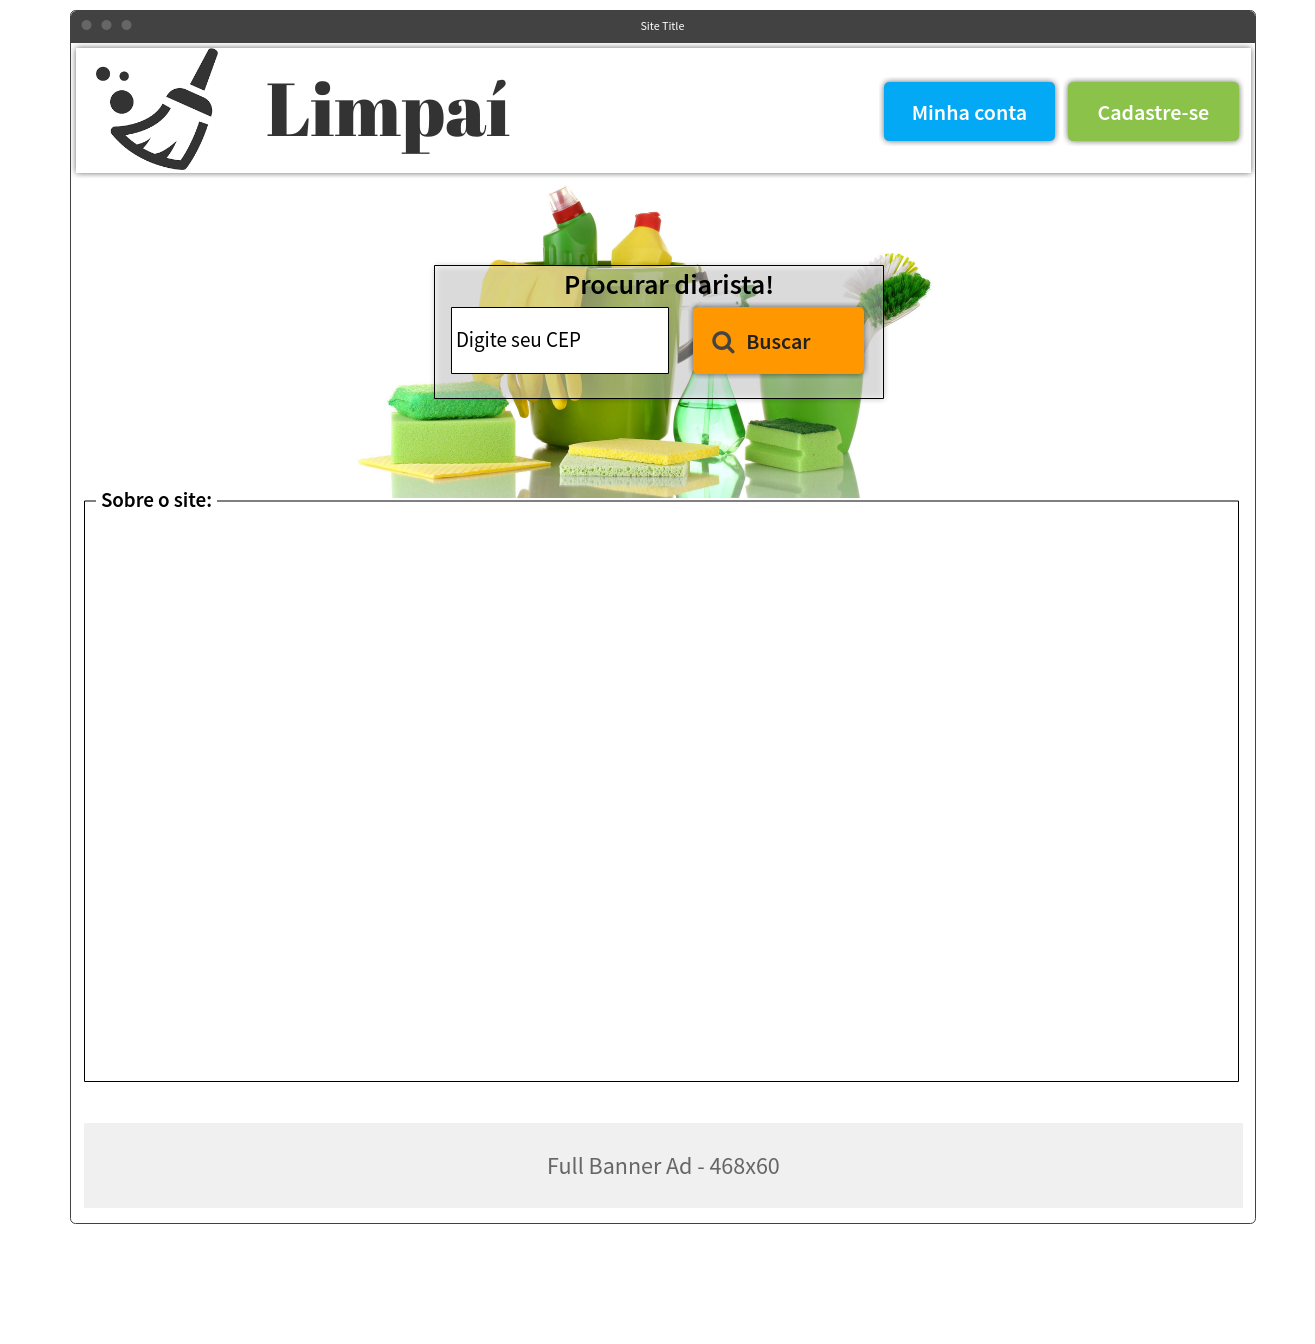 Site Title
Limpaí
Minha conta
Cadastre-se
Procurar diarista!
Digite seu CEP
Buscar
Sobre o site:
Full Banner Ad - 468x60